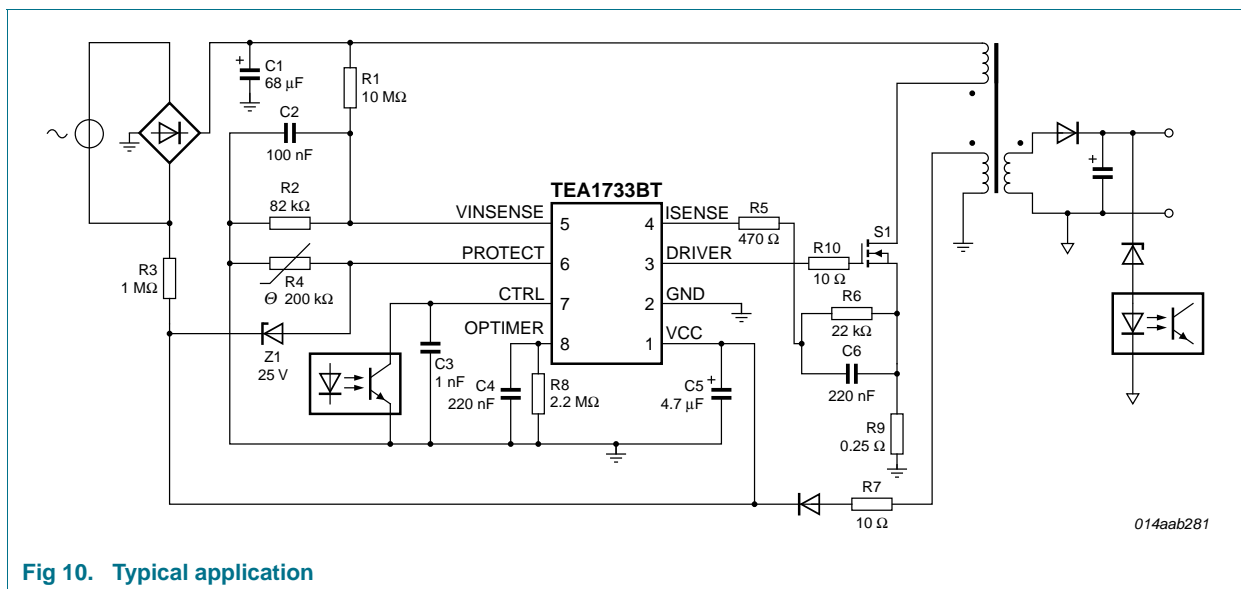 C1
68 μF
R1
10 MΩ
C2
100 nF
R2
82 kΩ
R3
1 MΩ
R4
Θ 200 kΩ
Z1
25 V
TEA1733BT
VINSENSE
5
PROTECT
6
CTRL
7
OPTIMER
8
4
ISENSE
3
DRIVER
2
GND
1
VCC
R5
470 Ω
S1
R10
10 Ω
R6
22 kΩ
C6
220 nF
C3
1 nF
C4
220 nF
R8
2.2 MΩ
C5
4.7 μF
R9
0.25 Ω
R7
10 Ω
014aab281
Fig 10. Typical application